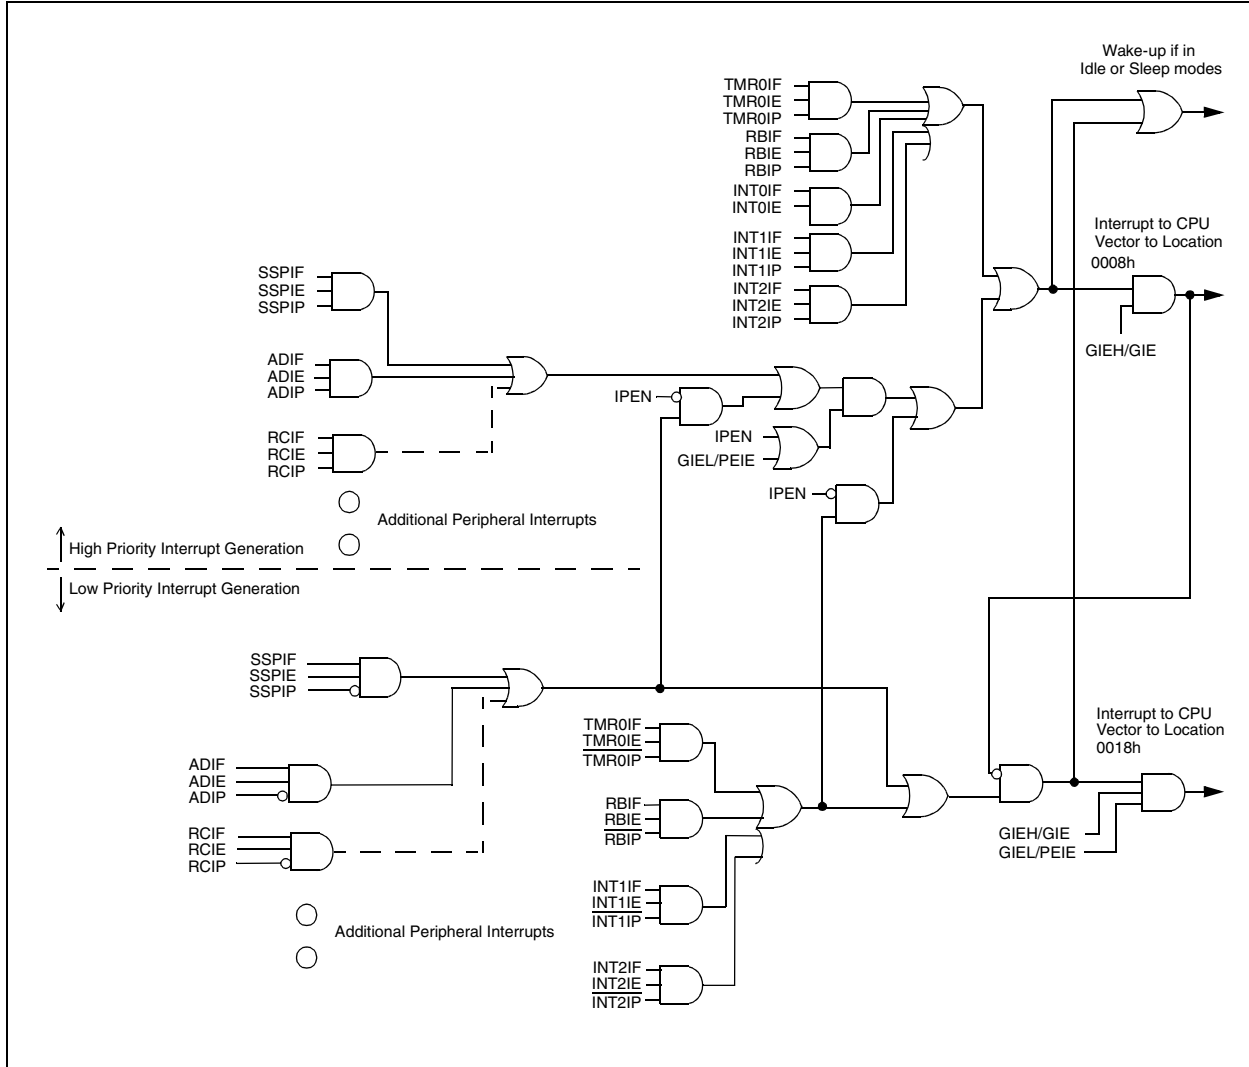 Wake-up if in
Idle or Sleep modes
TMR0IF
TMR0IE
TMR0IP
RBIF
RBIE
RBIP
INT0IF
INT0IE
INT1IF
INT1IE
INT1IP
INT2IF
INT2IE
INT2IP
Interrupt to CPU
Vector to Location
0008h
GIEH/GIE
SSPIF
SSPIE
SSPIP
ADIF
ADIE
ADIP
RCIF
RCIE
RCIP
IPEN
IPEN
GIEL/PEIE
IPEN
Additional Peripheral Interrupts
High Priority Interrupt Generation
Low Priority Interrupt Generation
SSPIF
SSPIE
SSPIP
ADIF
ADIE
ADIP
RCIF
RCIE
RCIP
Additional Peripheral Interrupts
TMR0IF
TMR0IE
TMR0IP
RBIF
RBIE
RBIP
INT1IF
INT1IE
INT1IP
INT2IF
INT2IE
INT2IP
Interrupt to CPU
Vector to Location
0018h
GIEH/GIE
GIEL/PEIE